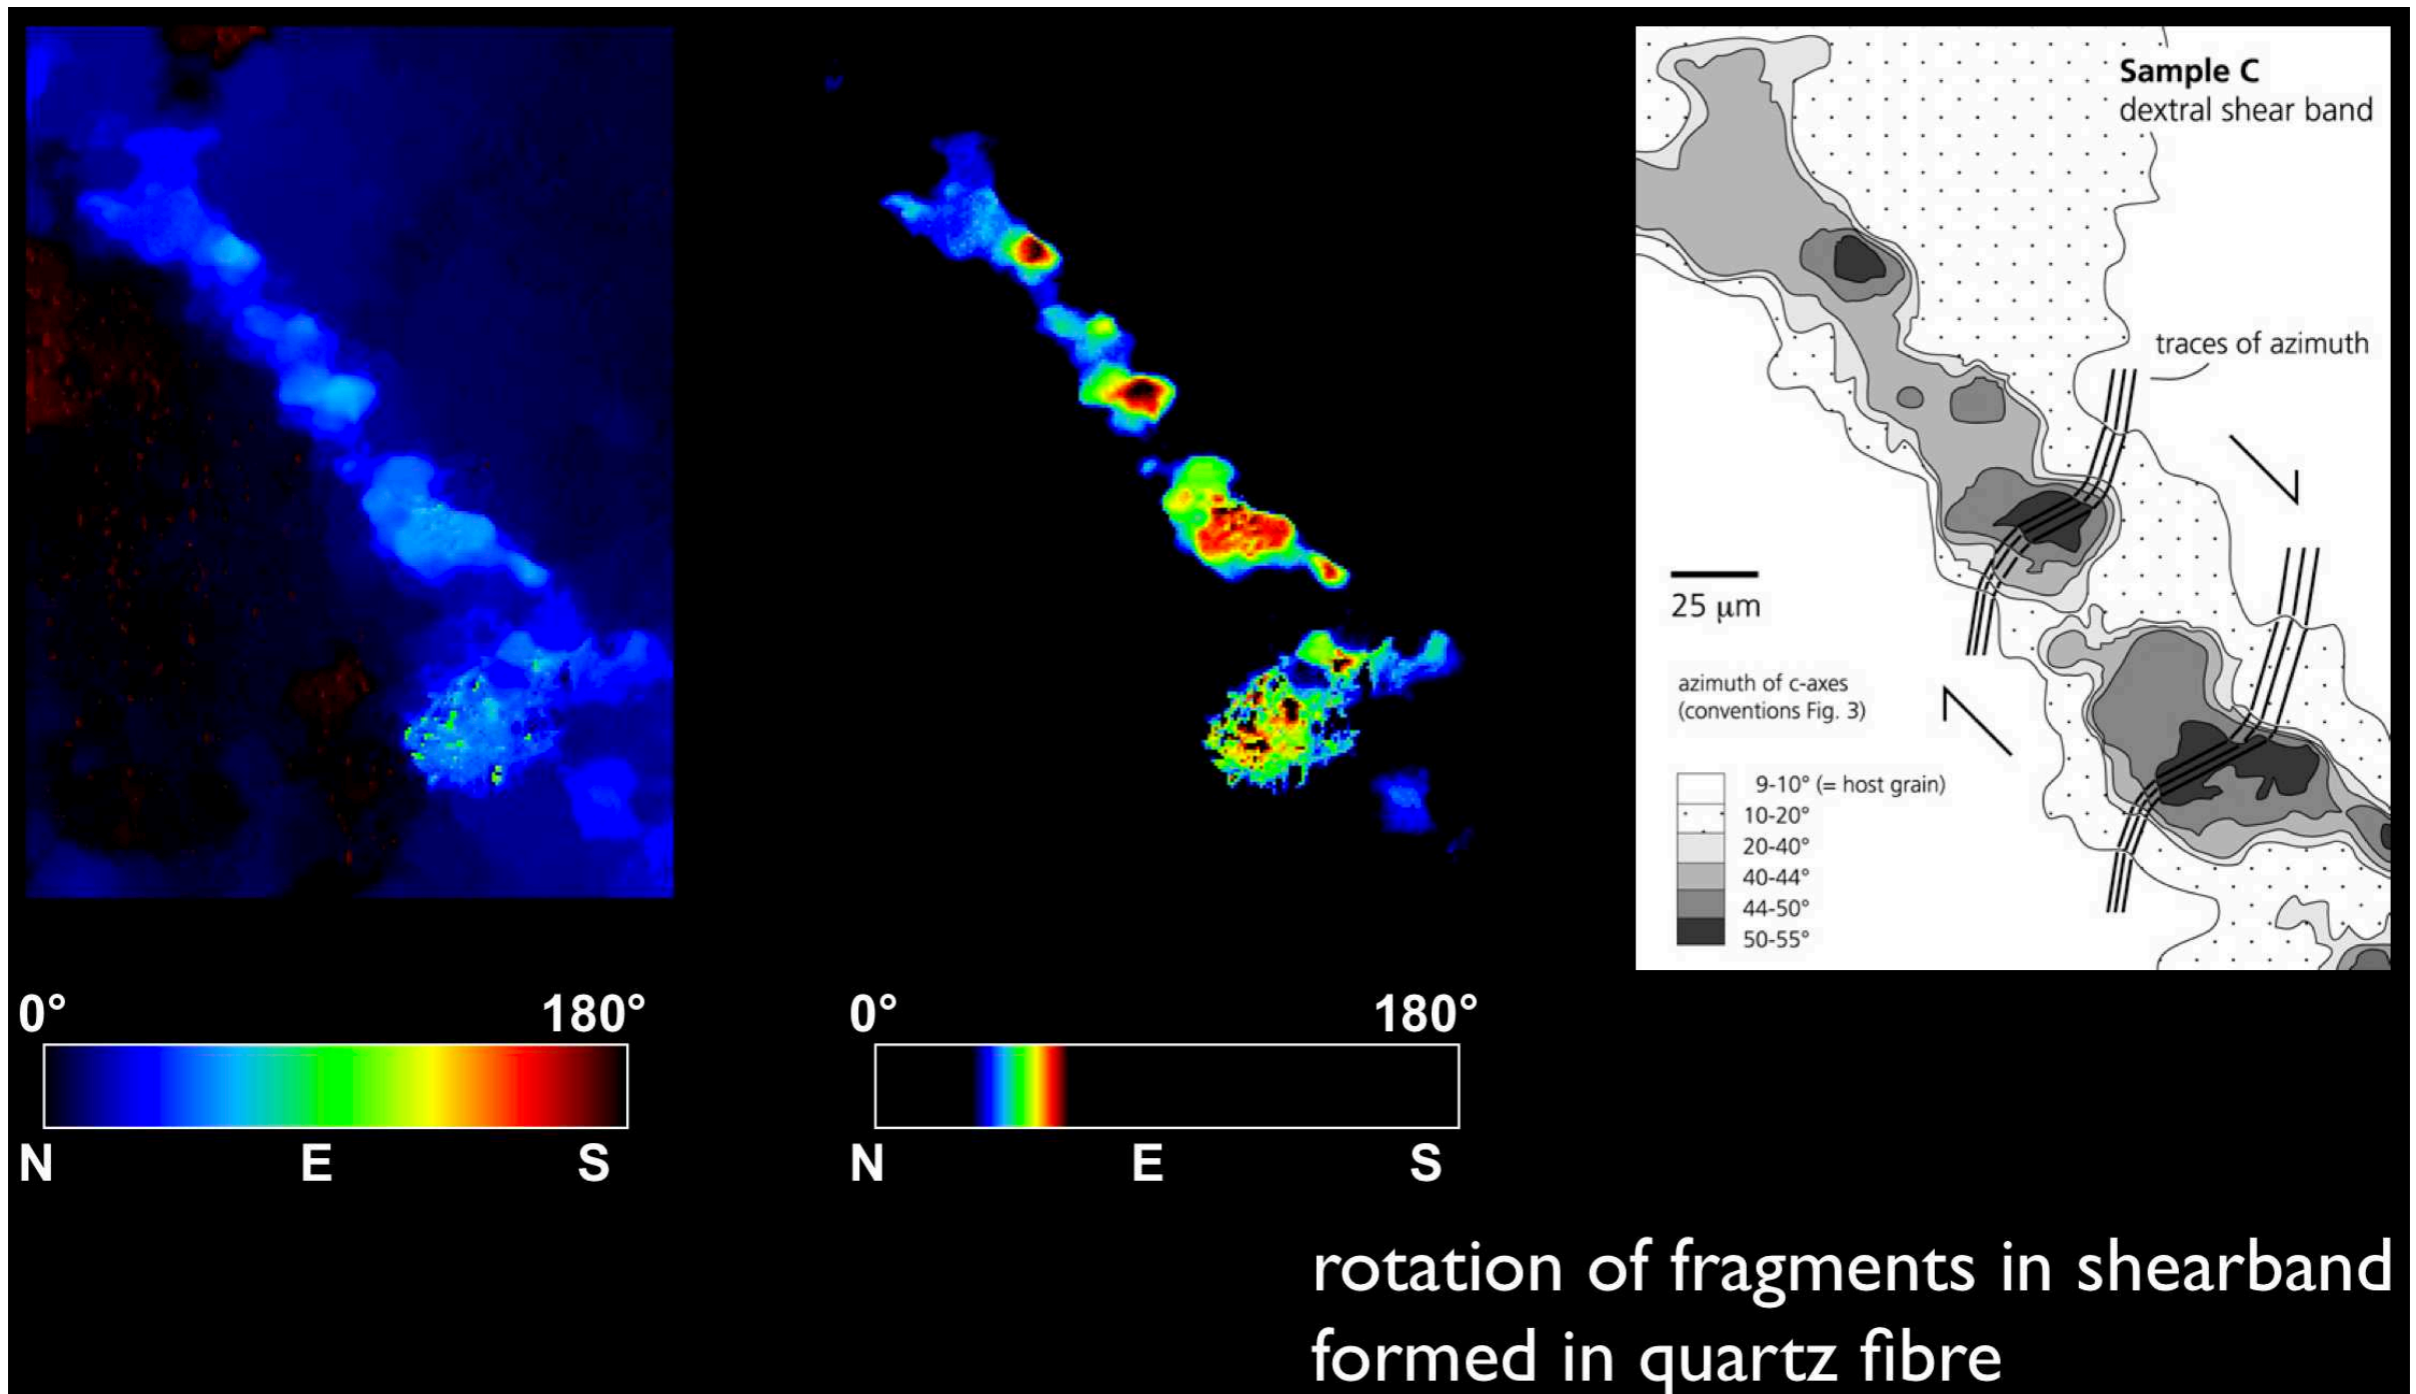 Sample C
dextral shear band
traces of azimuth
25 µm
azimuth of c-axes
(conventions Fig. 3)
9-10° (= host grain)
10-20°
20-40°
40-44°
44-50°
50-55°
0° 180°
N E S
0° 180°
N E S
rotation of fragments in shearband
formed in quartz fibre